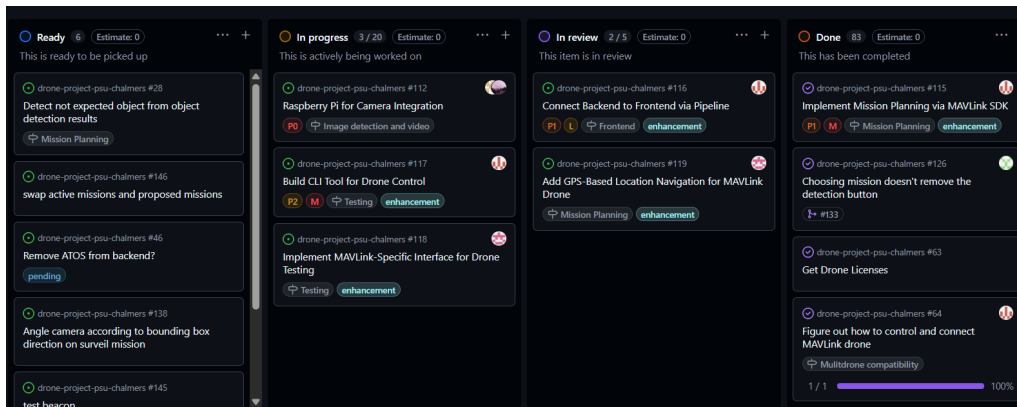 Ready 6 Estimate: 0
This is ready to be picked up
drone-project-psu-chalmers #28
Detect not expected object from object
detection results
Mission Planning
drone-project-psu-chalmers #146
swap active missions and proposed missions
drone-project-psu-chalmers #46
Remove ATOS from backend?
pending
drone-project-psu-chalmers #138
Angle camera according to bounding box
direction on surveil mission
drone-project-psu-chalmers #145
test beacon
In progress 3 / 20 Estimate: 0
This is actively being worked on
drone-project-psu-chalmers #112
Raspberry Pi for Camera Integration
P0 Image detection and video
drone-project-psu-chalmers #117
Build CLI Tool for Drone Control
P2 M Testing enhancement
drone-project-psu-chalmers #118
Implement MAVLink-Specific Interface for Drone
Testing
Testing enhancement
In review 2 / 5 Estimate: 0
This item is in review
drone-project-psu-chalmers #116
Connect Backend to Frontend via Pipeline
P1 L Frontend enhancement
drone-project-psu-chalmers #119
Add GPS-Based Location Navigation for MAVLink
Drone
Mission Planning enhancement
Done 83 Estimate: 0
This has been completed
drone-project-psu-chalmers #115
Implement Mission Planning via MAVLink SDK
P1 M Mission Planning enhancement
drone-project-psu-chalmers #126
Choosing mission doesn't remove the
detection button
#133
drone-project-psu-chalmers #63
Get Drone Licenses
drone-project-psu-chalmers #64
Figure out how to control and connect
MAVLink drone
Mulitdrone compatibility
1 / 1 100%